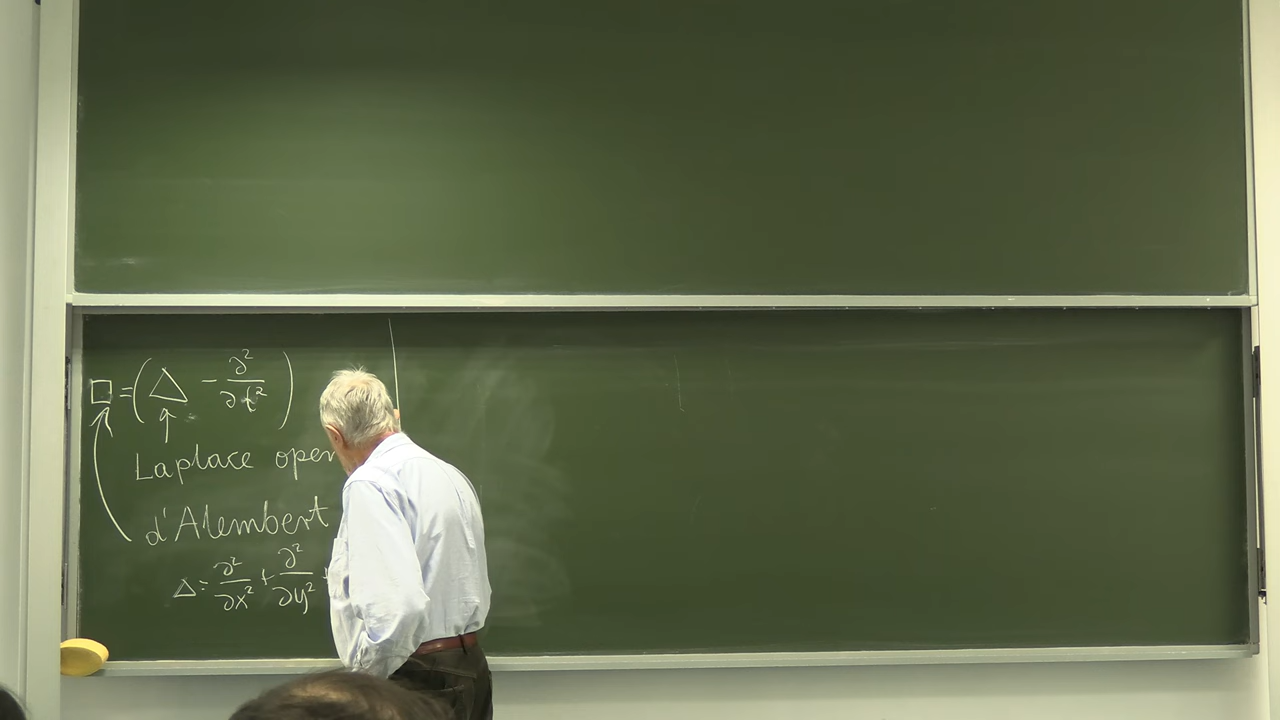 □ = (△ - ∂²/∂t²)
Laplace oper
d'Alembert
△ = ∂²/∂x² + ∂²/∂y² +